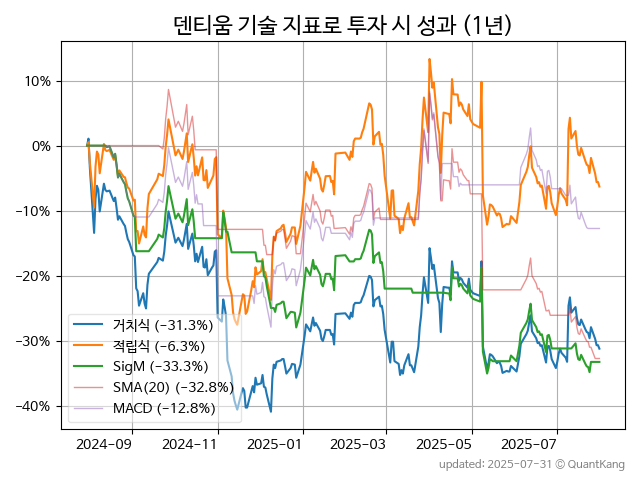 덴티움 기술 지표로 투자 시 성과 (1년)
10%
0%
−10%
−20%
−30%
−40%
거치식 (−31.3%)
적립식 (−6.3%)
SigM (−33.3%)
SMA(20) (−32.8%)
MACD (−12.8%)
2024-09
2024-11
2025-01
2025-03
2025-05
2025-07
updated: 2025-07-31 © QuantKang